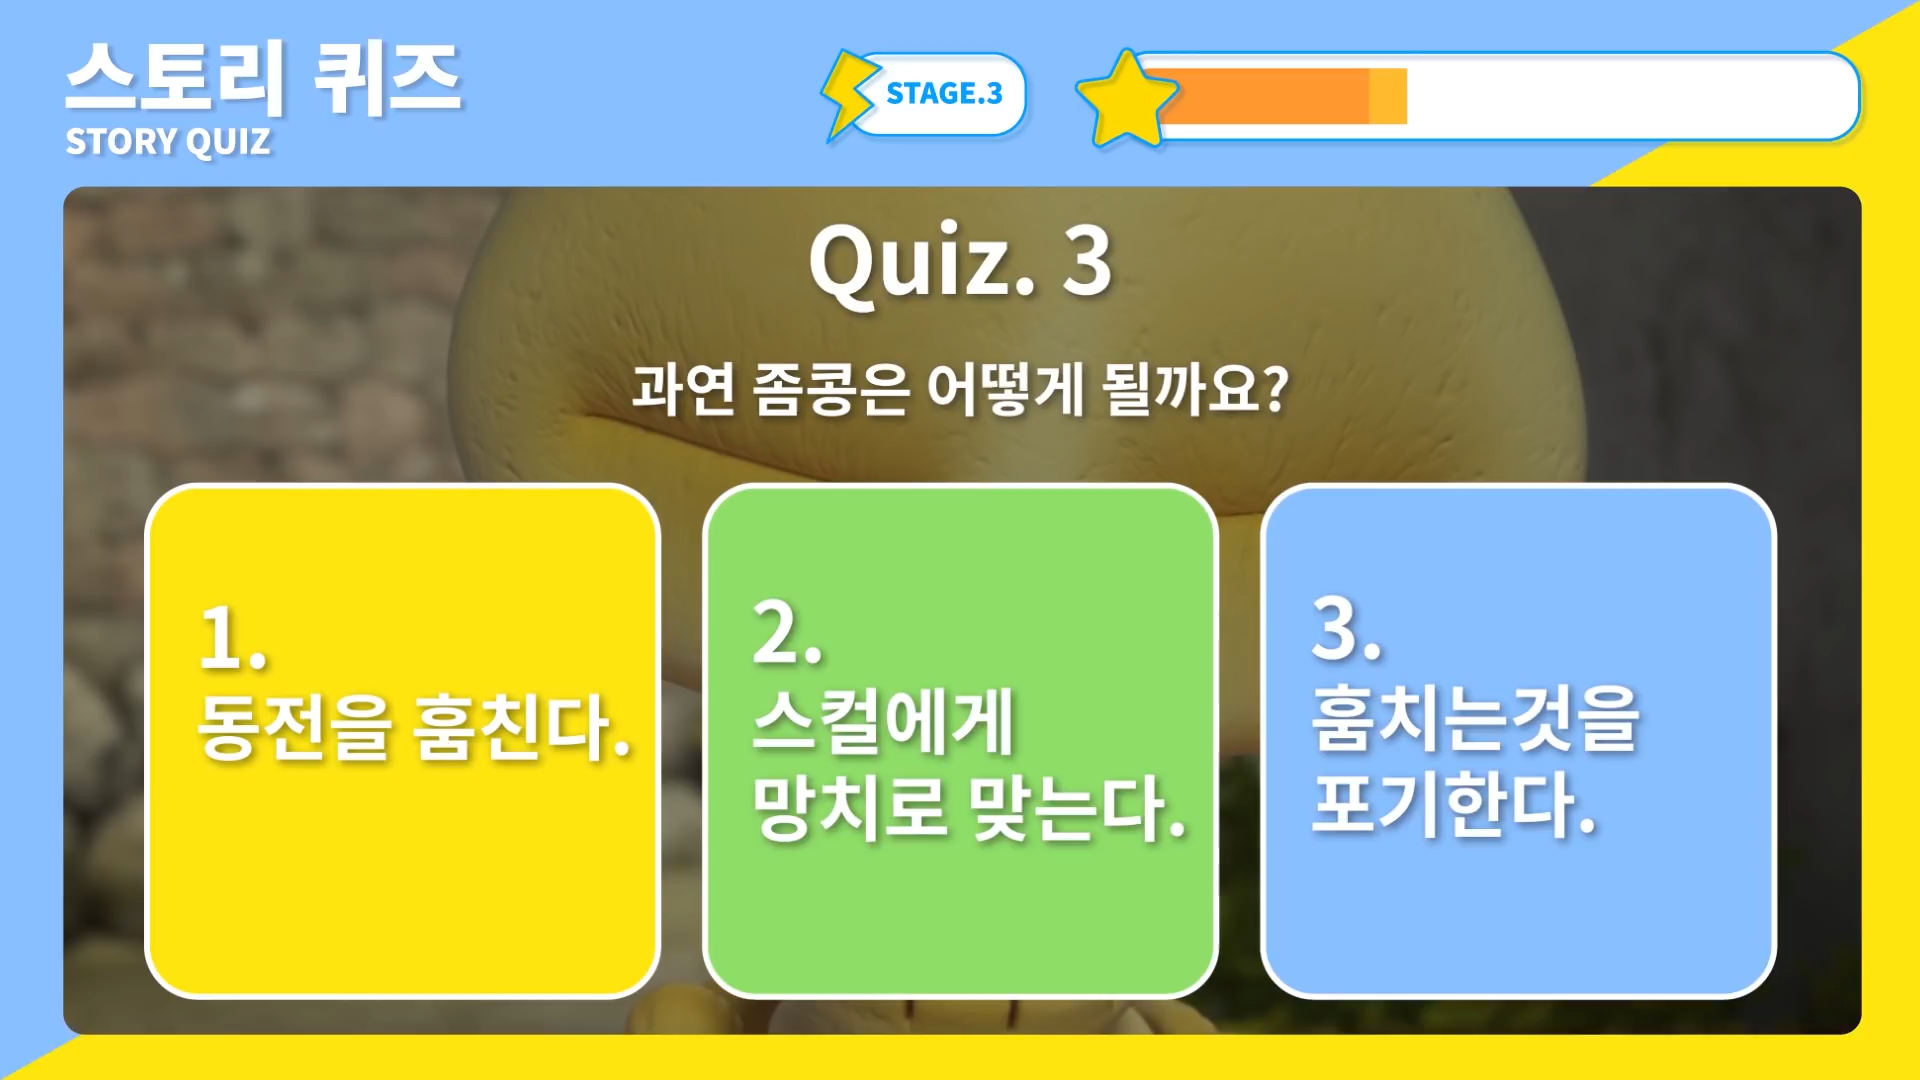 스토리 퀴즈
STORY QUIZ
STAGE.3
Quiz. 3
과연 좀콩은 어떻게 될까요?
1.
동전을 훔친다.
2.
스컬에게
망치로 맞는다.
3.
훔치는것을
포기한다.